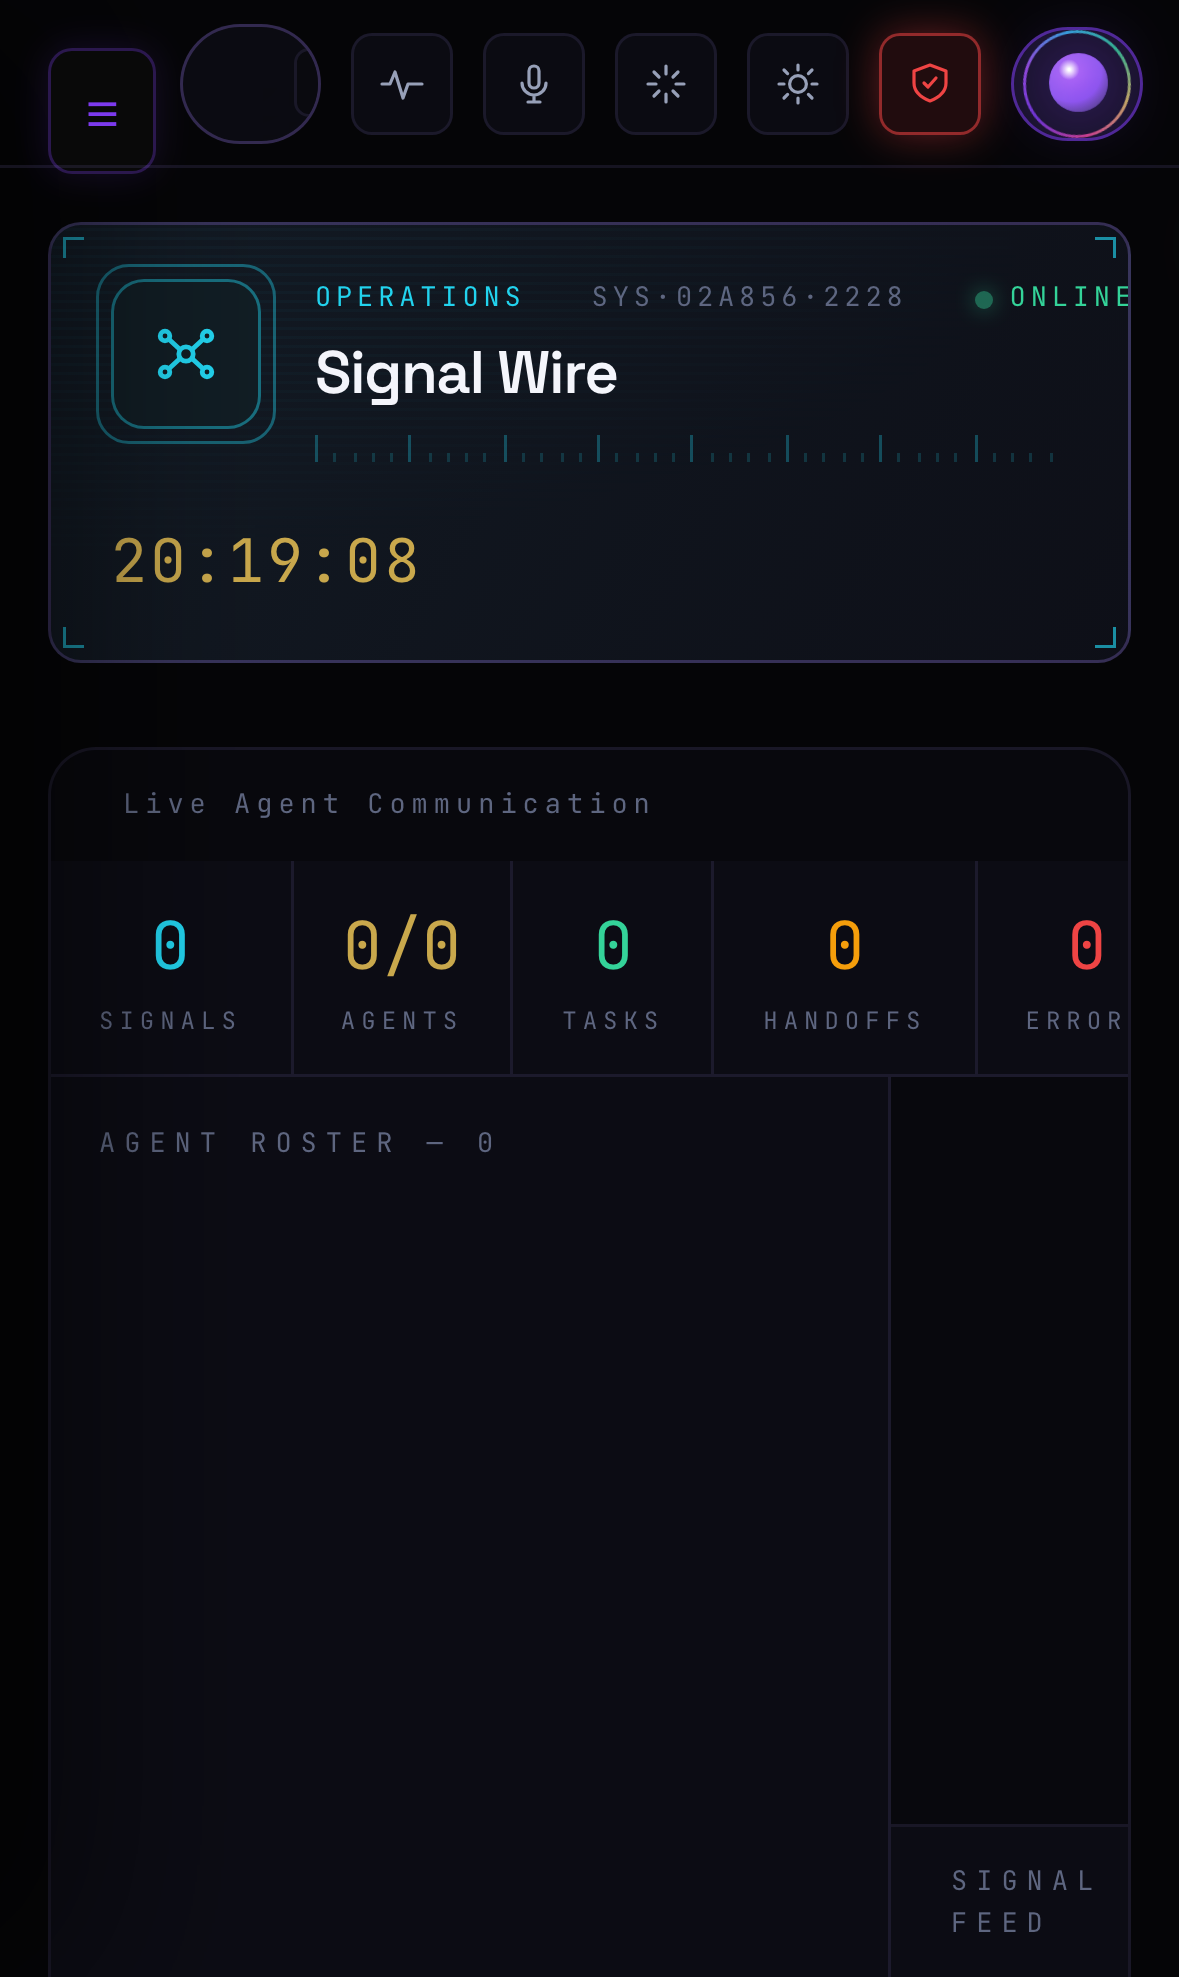 OPERATIONS SYS·02A856·2228 ONLINE
Signal Wire
20:19:08
Live Agent Communication
0 0/0 0 0 0
SIGNALS AGENTS TASKS HANDOFFS ERROR
AGENT ROSTER — 0
SIGNAL
FEED